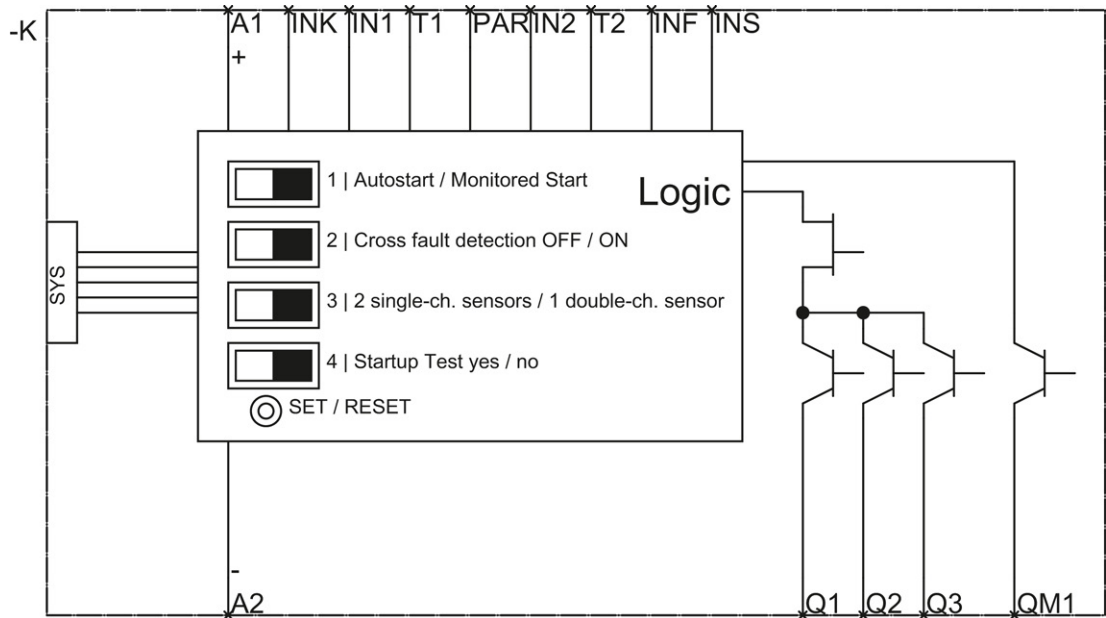 -K
A1 INK IN1 T1 PAR IN2 T2 INF INS
+
1 | Autostart / Monitored Start
Logic
2 | Cross fault detection OFF / ON
SYS
3 | 2 single-ch. sensors / 1 double-ch. sensor
4 | Startup Test yes / no
SET / RESET
-
A2 Q1 Q2 Q3 QM1